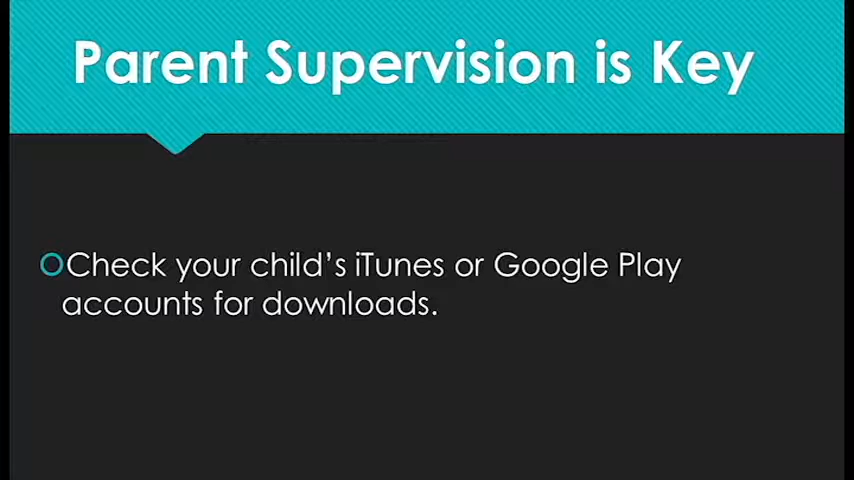 Parent Supervision is Key
Check your child’s iTunes or Google Play
accounts for downloads.